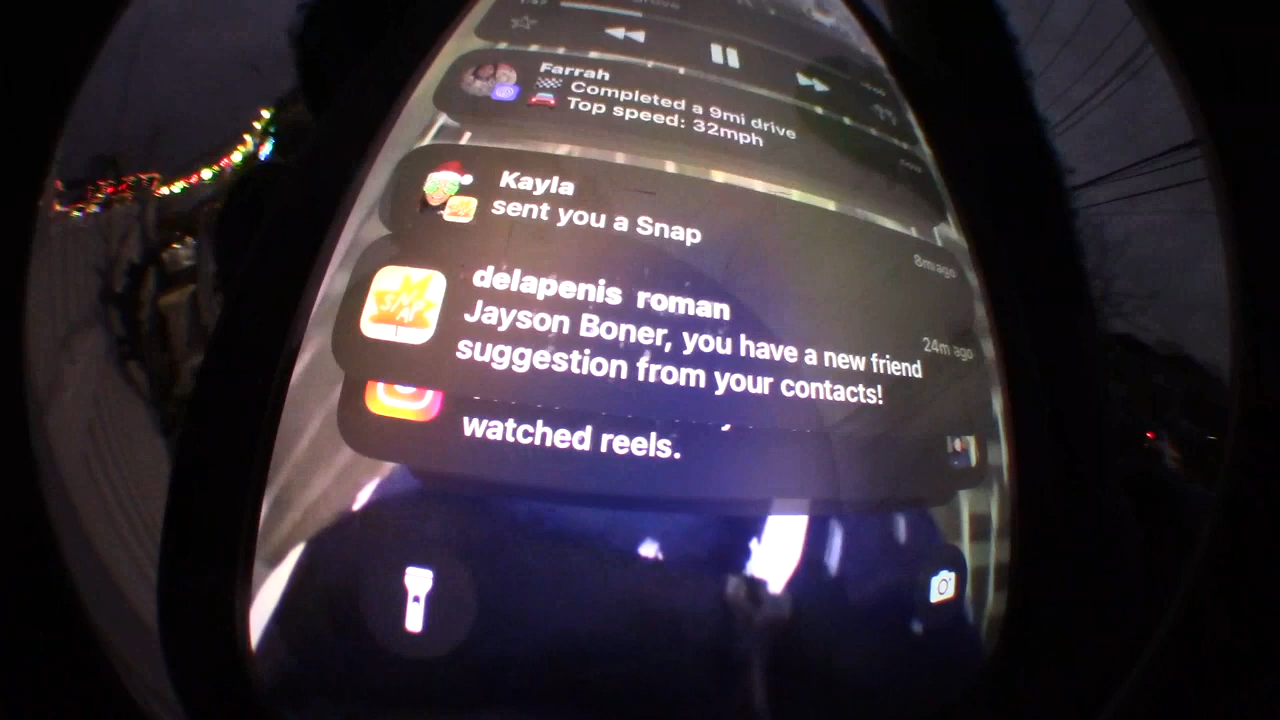 Farrah
Completed a 9mi drive
Top speed: 32mph
Kayla
sent you a Snap
8m ago
delapenis roman
24m ago
Jayson Boner, you have a new friend
suggestion from your contacts!
watched reels.